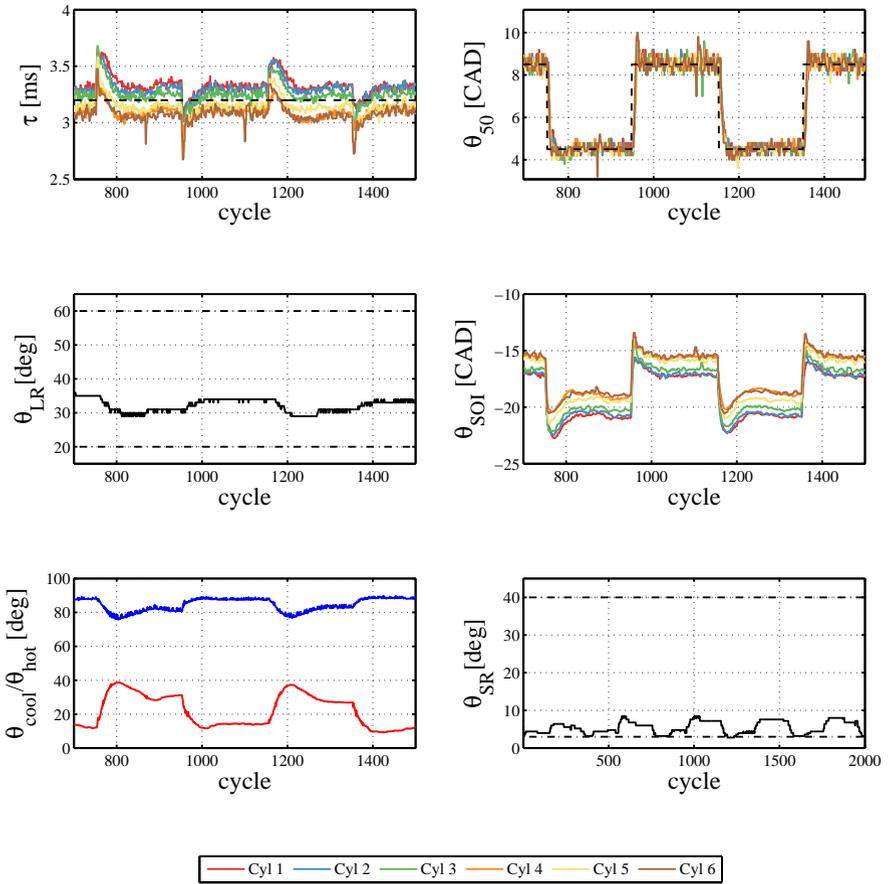 4
3.5
3
2.5
τ [ms]
800 1000 1200 1400
cycle
10
8
6
4
θ50 [CAD]
800 1000 1200 1400
cycle
60
50
40
30
20
θLR[deg]
800 1000 1200 1400
cycle
−10
−15
−20
−25
θSOI [CAD]
800 1000 1200 1400
cycle
100
80
60
40
20
0
θcool/θhot [deg]
800 1000 1200 1400
cycle
40
30
20
10
0
θSR[deg]
500 1000 1500 2000
cycle
Cyl 1 Cyl 2 Cyl 3 Cyl 4 Cyl 5 Cyl 6